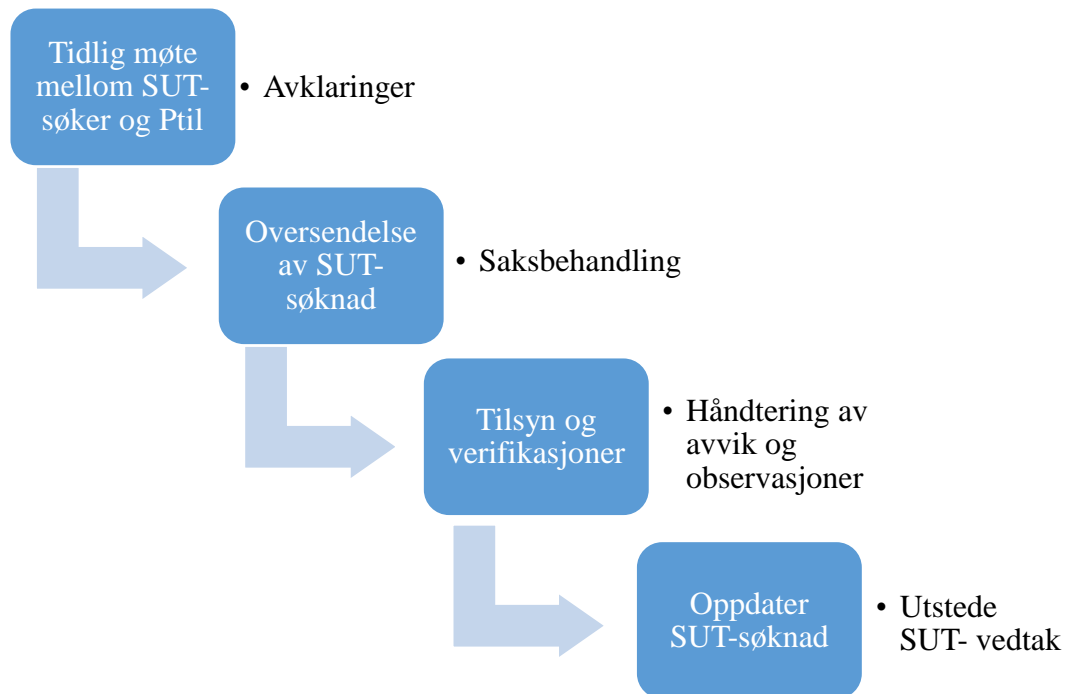 Tidlig møte
mellom SUT-
søker og Ptil
• Avklaringer
Oversendelse
av SUT-
søknad
• Saksbehandling
Tilsyn og
verifikasjoner
• Håndtering av
avvik og
observasjoner
Oppdater
SUT-søknad
• Utstede
SUT- vedtak